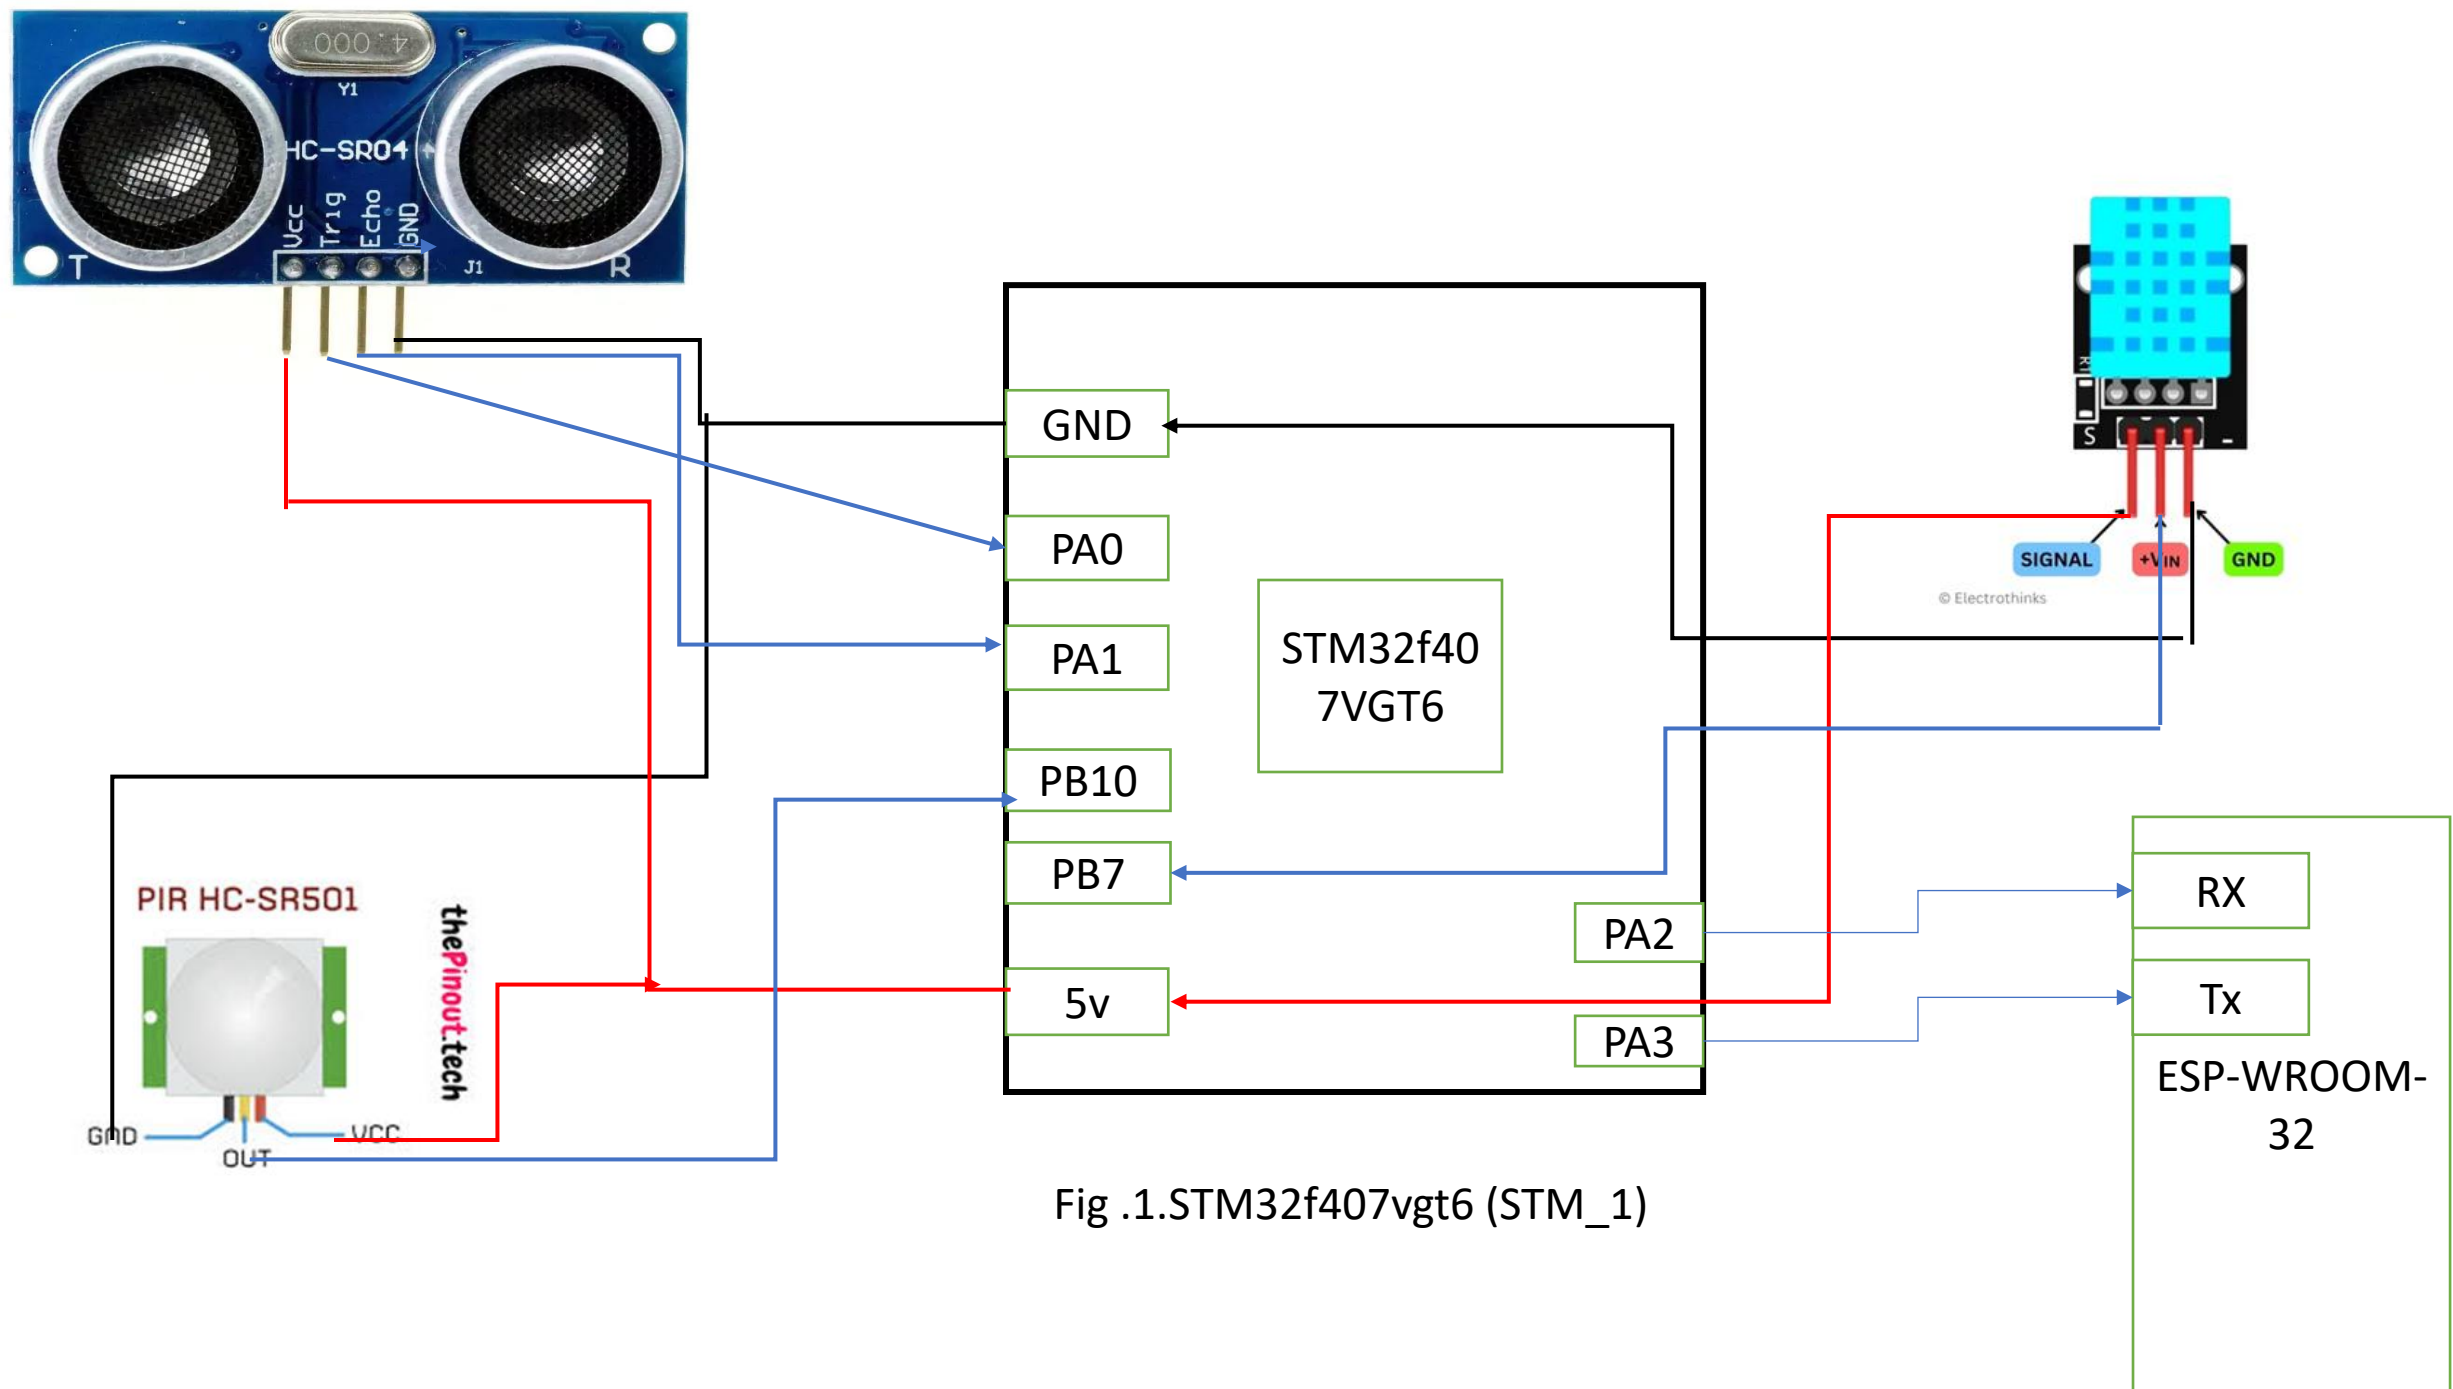 4.000
Y1
HC-SR04
Vcc
Trig
Echo
GND
T
J1
R
GND
PA0
PA1
PB10
PB7
5v
STM32f40
7VGT6
PA2
PA3
S
-
SIGNAL
+VIN
GND
© Electrothinks
PIR HC-SR501
thePinout.tech
GND
OUT
VCC
RX
Tx
ESP-WROOM-
32
Fig .1.STM32f407vgt6 (STM_1)